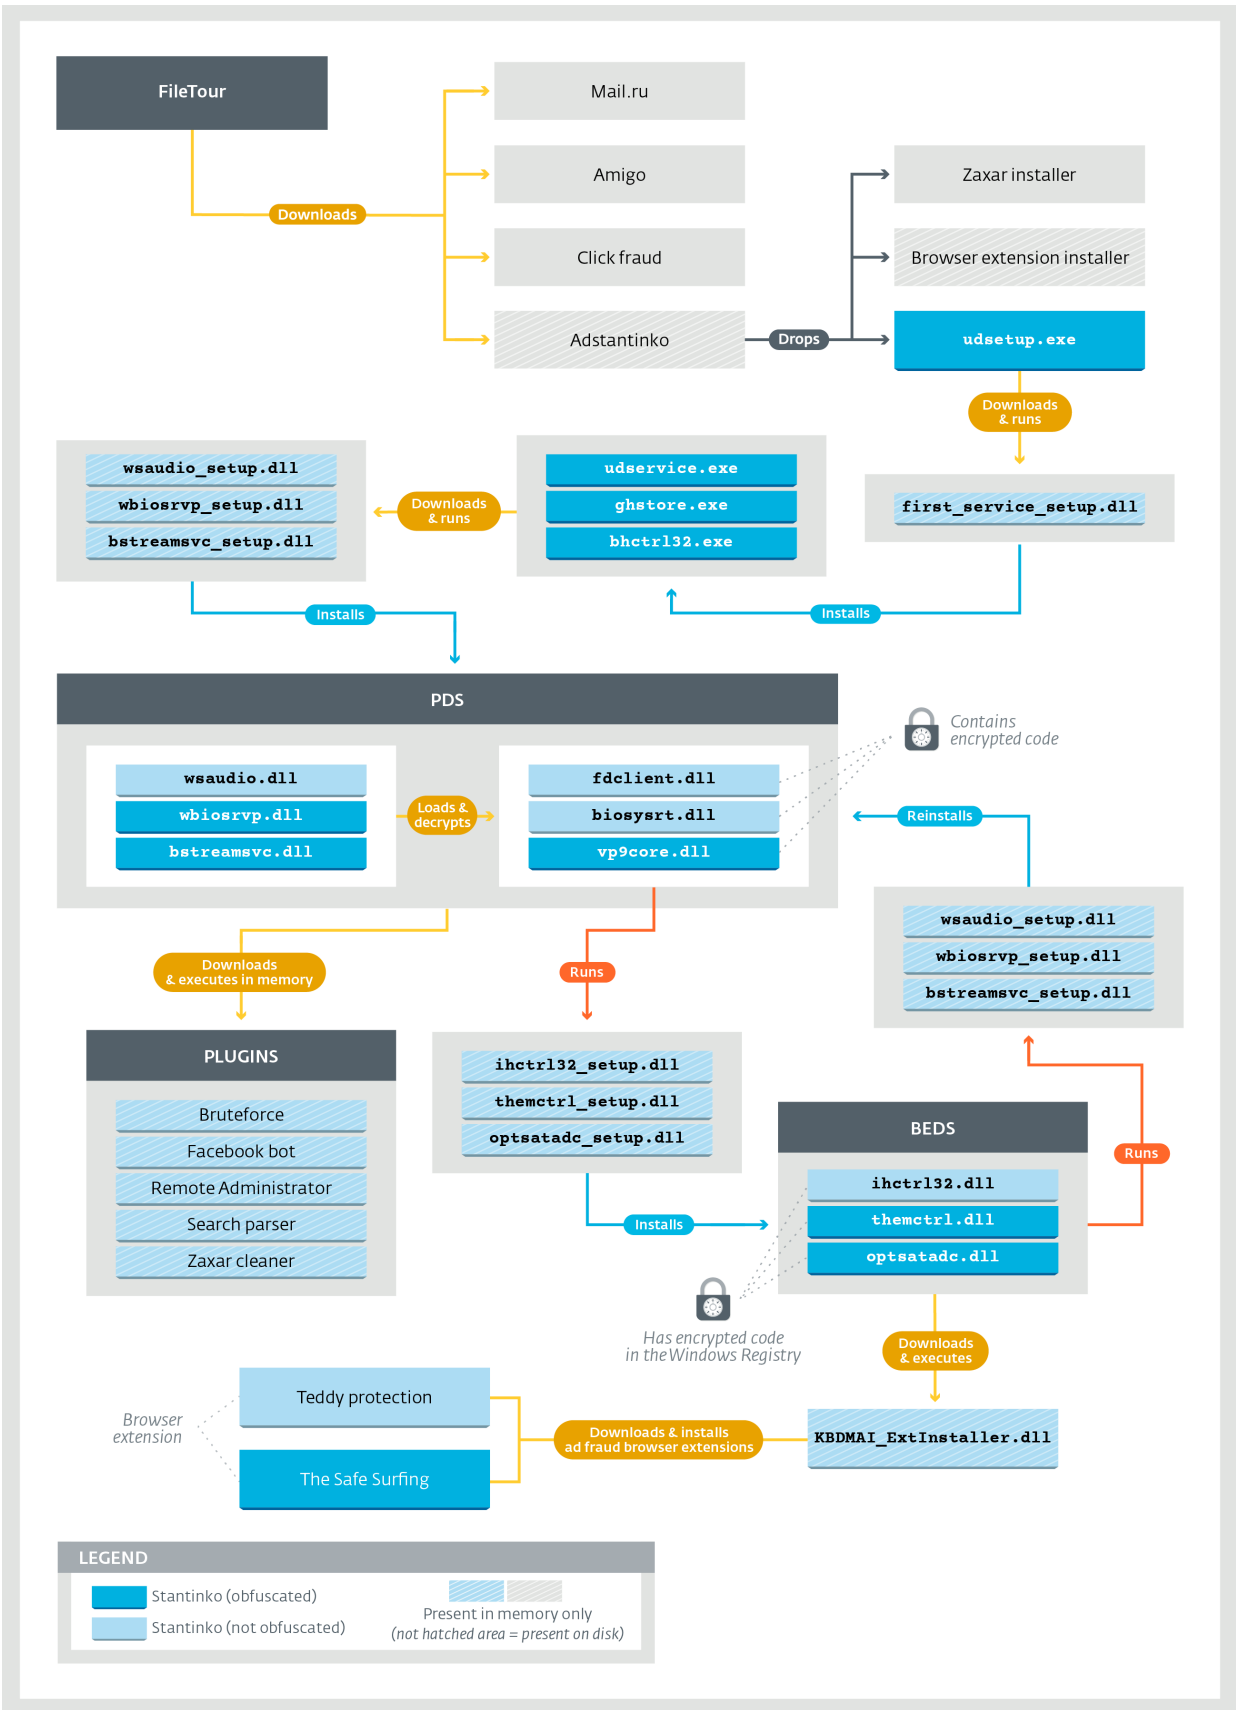 FileTour
Mail.ru
Amigo
Zaxar installer
Downloads
Click fraud
Browser extension installer
Adstantinko
Drops
udsetup.exe
Downloads
& runs
wsaudio_setup.dll
wbiosrvp_setup.dll
bstreamsvc_setup.dll
Downloads
& runs
udservice.exe
ghstore.exe
bhctrl32.exe
first_service_setup.dll
Installs
Installs
PDS
wsaudio.dll
wbiosrvp.dll
bstreamsvc.dll
Loads &
decrypts
fdclient.dll
biosysrt.dll
vp9core.dll
Contains
encrypted code
Reinstalls
wsaudio_setup.dll
wbiosrvp_setup.dll
bstreamsvc_setup.dll
Downloads
& executes in memory
Runs
PLUGINS
Bruteforce
Facebook bot
Remote Administrator
Search parser
Zaxar cleaner
ihctrl32_setup.dll
themctrl_setup.dll
optsatadc_setup.dll
Installs
BEDS
ihctrl32.dll
themctrl.dll
optsatadc.dll
Runs
Has encrypted code
in the Windows Registry
Downloads
& executes
Browser
extension
Teddy protection
The Safe Surfing
Downloads & installs
ad fraud browser extensions
KBDMAI_ExtInstaller.dll
LEGEND
Stantinko (obfuscated)
Stantinko (not obfuscated)
Present in memory only
(not hatched area = present on disk)